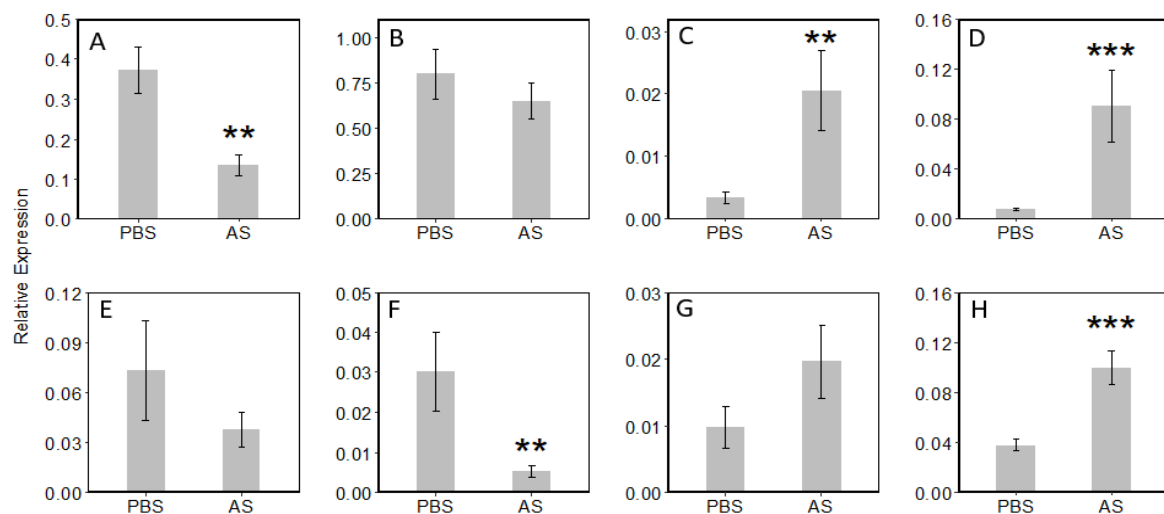 Relative Expression
A
0.5
0.4
0.3
0.2
0.1
0.0
**
PBS AS
B
1.00
0.75
0.50
0.25
0.00
PBS AS
C
0.03
0.02
0.01
0.00
**
PBS AS
D
0.16
0.12
0.08
0.04
0.00
***
PBS AS
E
0.12
0.09
0.06
0.03
0.00
PBS AS
F
0.05
0.04
0.03
0.02
0.01
0.00
**
PBS AS
G
0.03
0.02
0.01
0.00
PBS AS
H
0.16
0.12
0.08
0.04
0.00
***
PBS AS